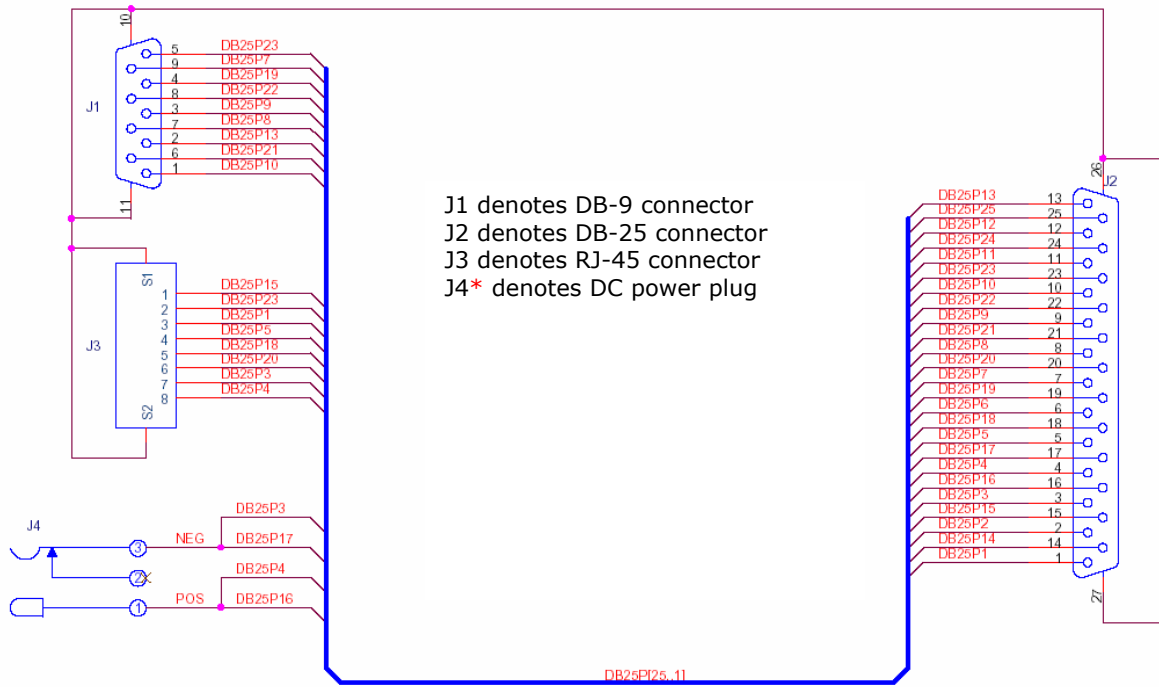 10
J1
5 DB25P23
9 DB25P7
4 DB25P19
8 DB25P22
3 DB25P9
7 DB25P8
2 DB25P13
6 DB25P21
1 DB25P10
11
J1 denotes DB-9 connector
J2 denotes DB-25 connector
J3 denotes RJ-45 connector
J4* denotes DC power plug
J3
S1
1 DB25P15
2 DB25P23
3 DB25P1
4 DB25P5
5 DB25P18
6 DB25P20
7 DB25P3
8 DB25P4
S2
J4
DB25P3
3 NEG DB25P17
2
DB25P4
1 POS DB25P16
26
J2
DB25P13 13
DB25P25 25
DB25P12 12
DB25P24 24
DB25P11 11
DB25P23 23
DB25P10 10
DB25P22 22
DB25P9 9
DB25P21 21
DB25P8 8
DB25P20 20
DB25P7 7
DB25P19 19
DB25P6 6
DB25P18 18
DB25P5 5
DB25P17 17
DB25P4 4
DB25P16 16
DB25P3 3
DB25P15 15
DB25P2 2
DB25P14 14
DB25P1 1
27
DB25P[25..1]